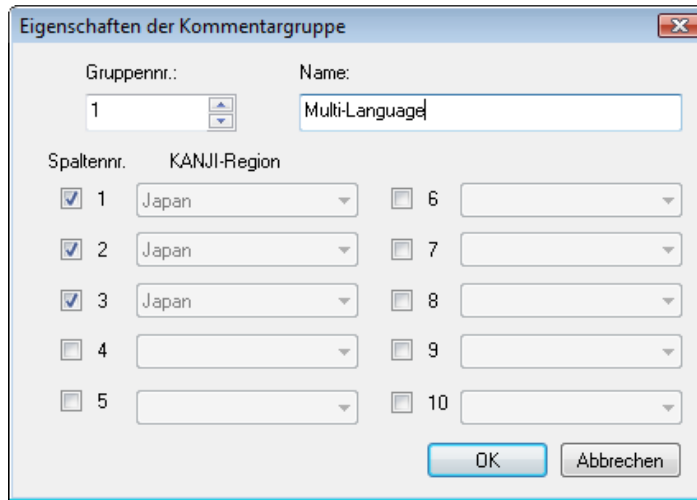 Eigenschaften der Kommentargruppe
Gruppennr.: Name:
1 Multi-Language
Spaltennr. KANJI-Region
1 Japan 6
2 Japan 7
3 Japan 8
4 9
5 10
OK Abbrechen